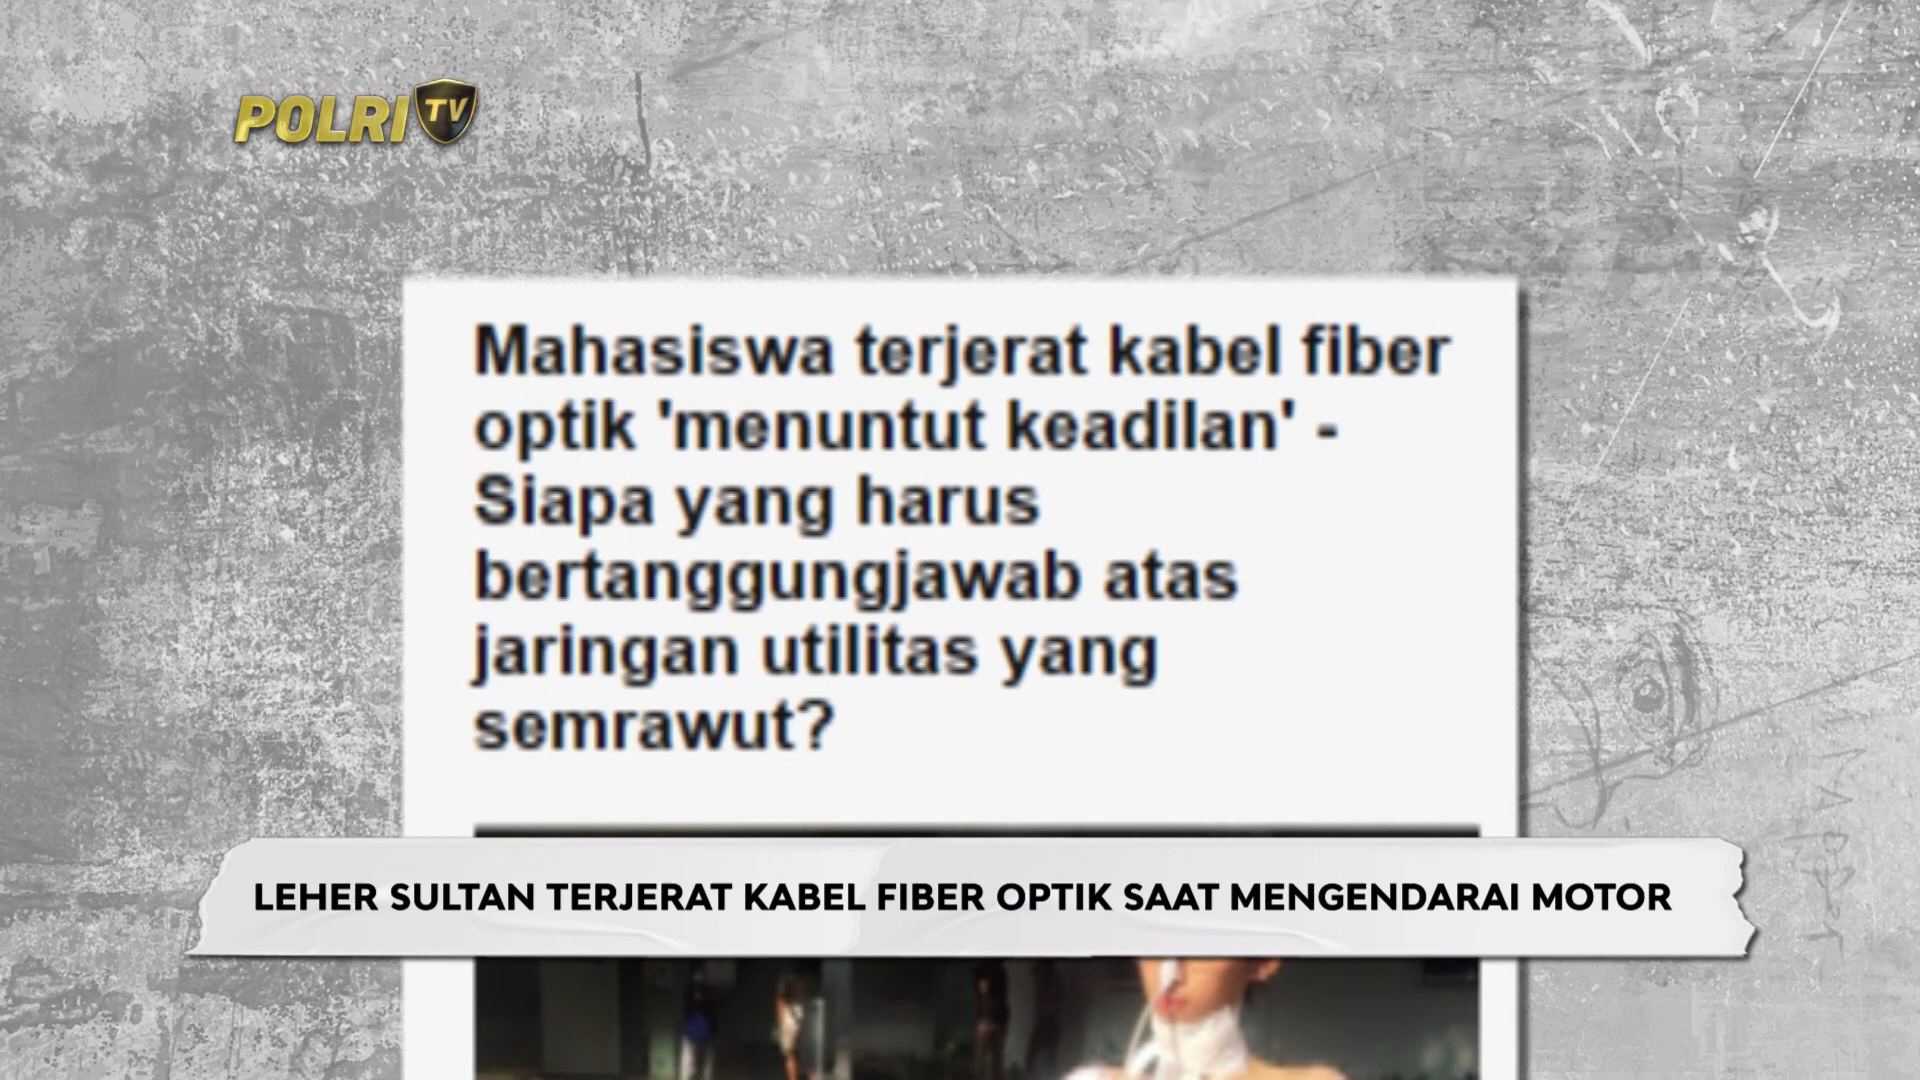 POLRI TV
Mahasiswa terjerat kabel fiber
optik 'menuntut keadilan' -
Siapa yang harus
bertanggungjawab atas
jaringan utilitas yang
semrawut?
LEHER SULTAN TERJERAT KABEL FIBER OPTIK SAAT MENGENDARAI MOTOR